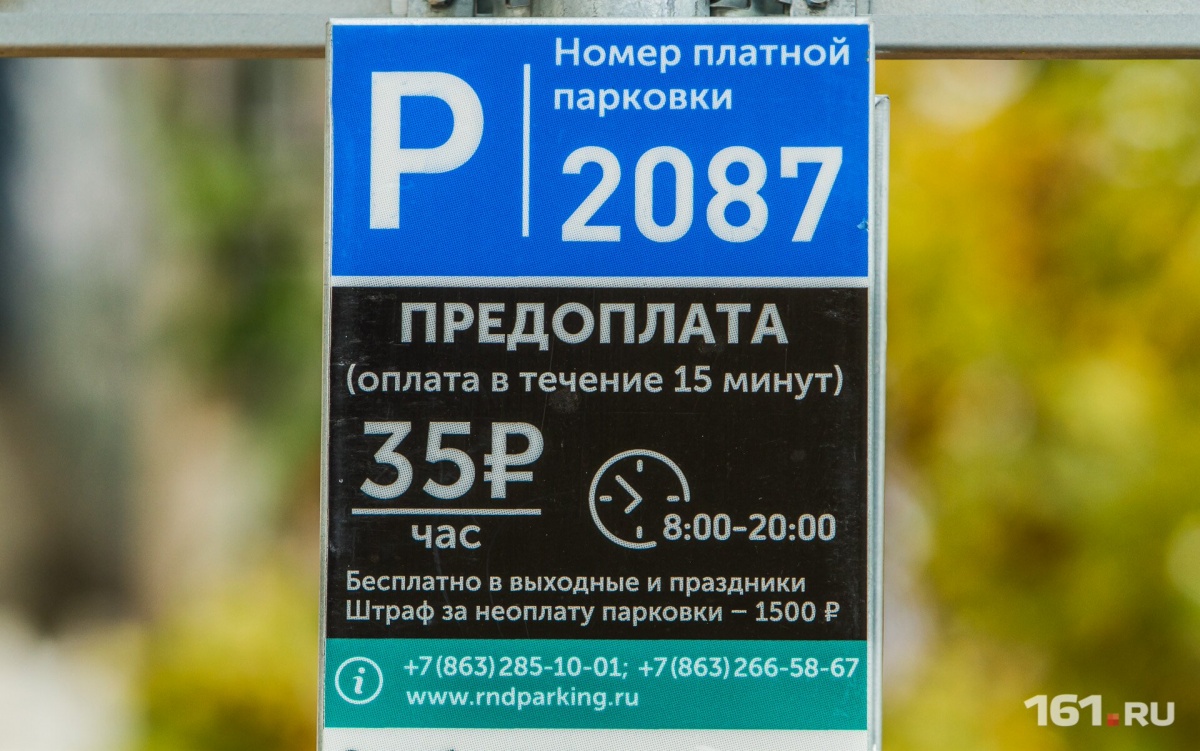 P
Номер платной
парковки
2087
ПРЕДОПЛАТА
(оплата в течение 15 минут)
35₽
час
8:00–20:00
Бесплатно в выходные и праздники
Штраф за неоплату парковки – 1500 ₽
i
+7(863)285-10-01; +7(863)266-58-67
www.rndparking.ru
161.RU